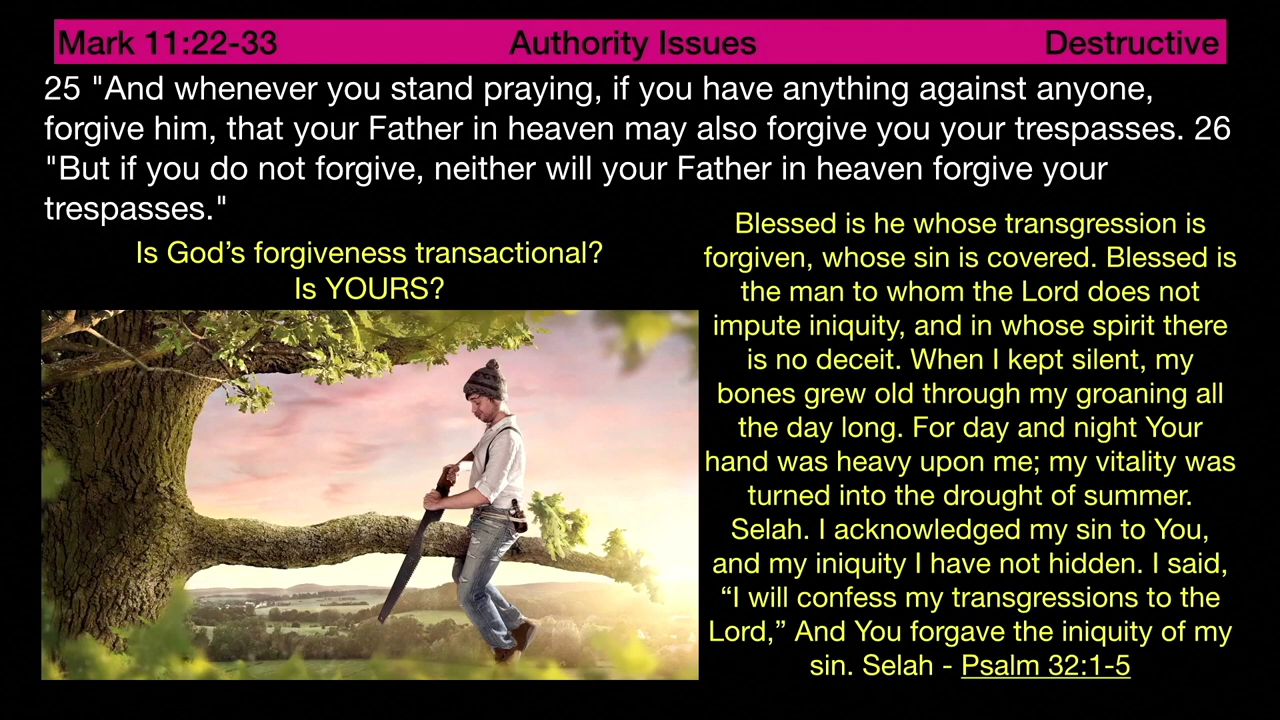 Mark 11:22-33 Authority Issues Destructive
25 "And whenever you stand praying, if you have anything against anyone,
forgive him, that your Father in heaven may also forgive you your trespasses. 26
"But if you do not forgive, neither will your Father in heaven forgive your
trespasses."
Is God’s forgiveness transactional?
Is YOURS?
Blessed is he whose transgression is
forgiven, whose sin is covered. Blessed is
the man to whom the Lord does not
impute iniquity, and in whose spirit there
is no deceit. When I kept silent, my
bones grew old through my groaning all
the day long. For day and night Your
hand was heavy upon me; my vitality was
turned into the drought of summer.
Selah. I acknowledged my sin to You,
and my iniquity I have not hidden. I said,
“I will confess my transgressions to the
Lord,” And You forgave the iniquity of my
sin. Selah - Psalm 32:1-5